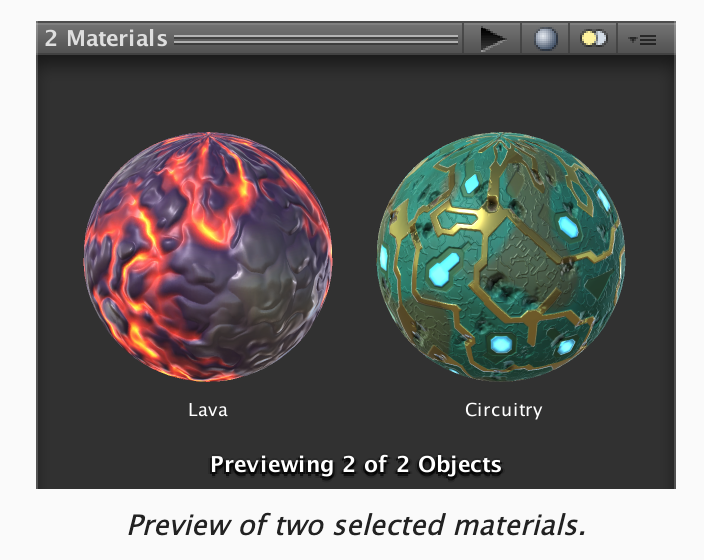 2 Materials
Lava
Circuitry
Previewing 2 of 2 Objects
Preview of two selected materials.